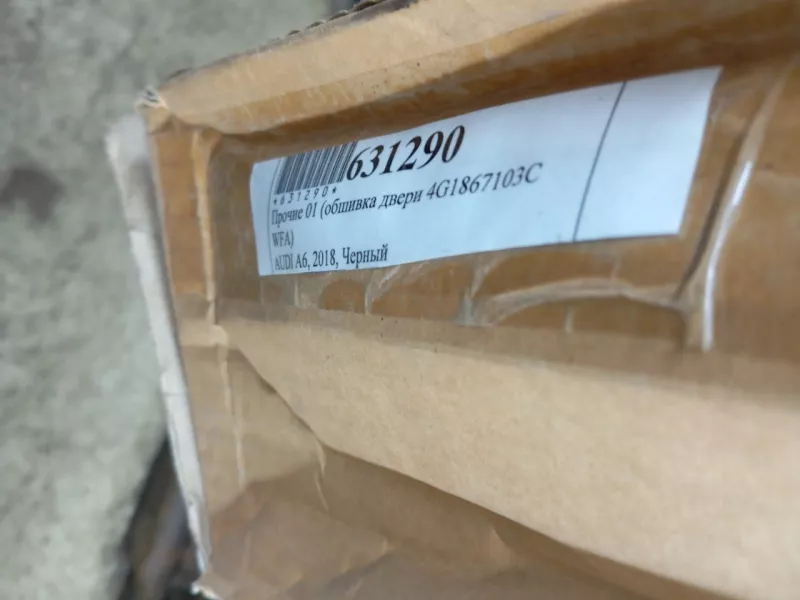 631290
*631290*
Прочие 01 (обшивка двери 4G1867103C
WFA)
AUDI A6, 2018, Черный